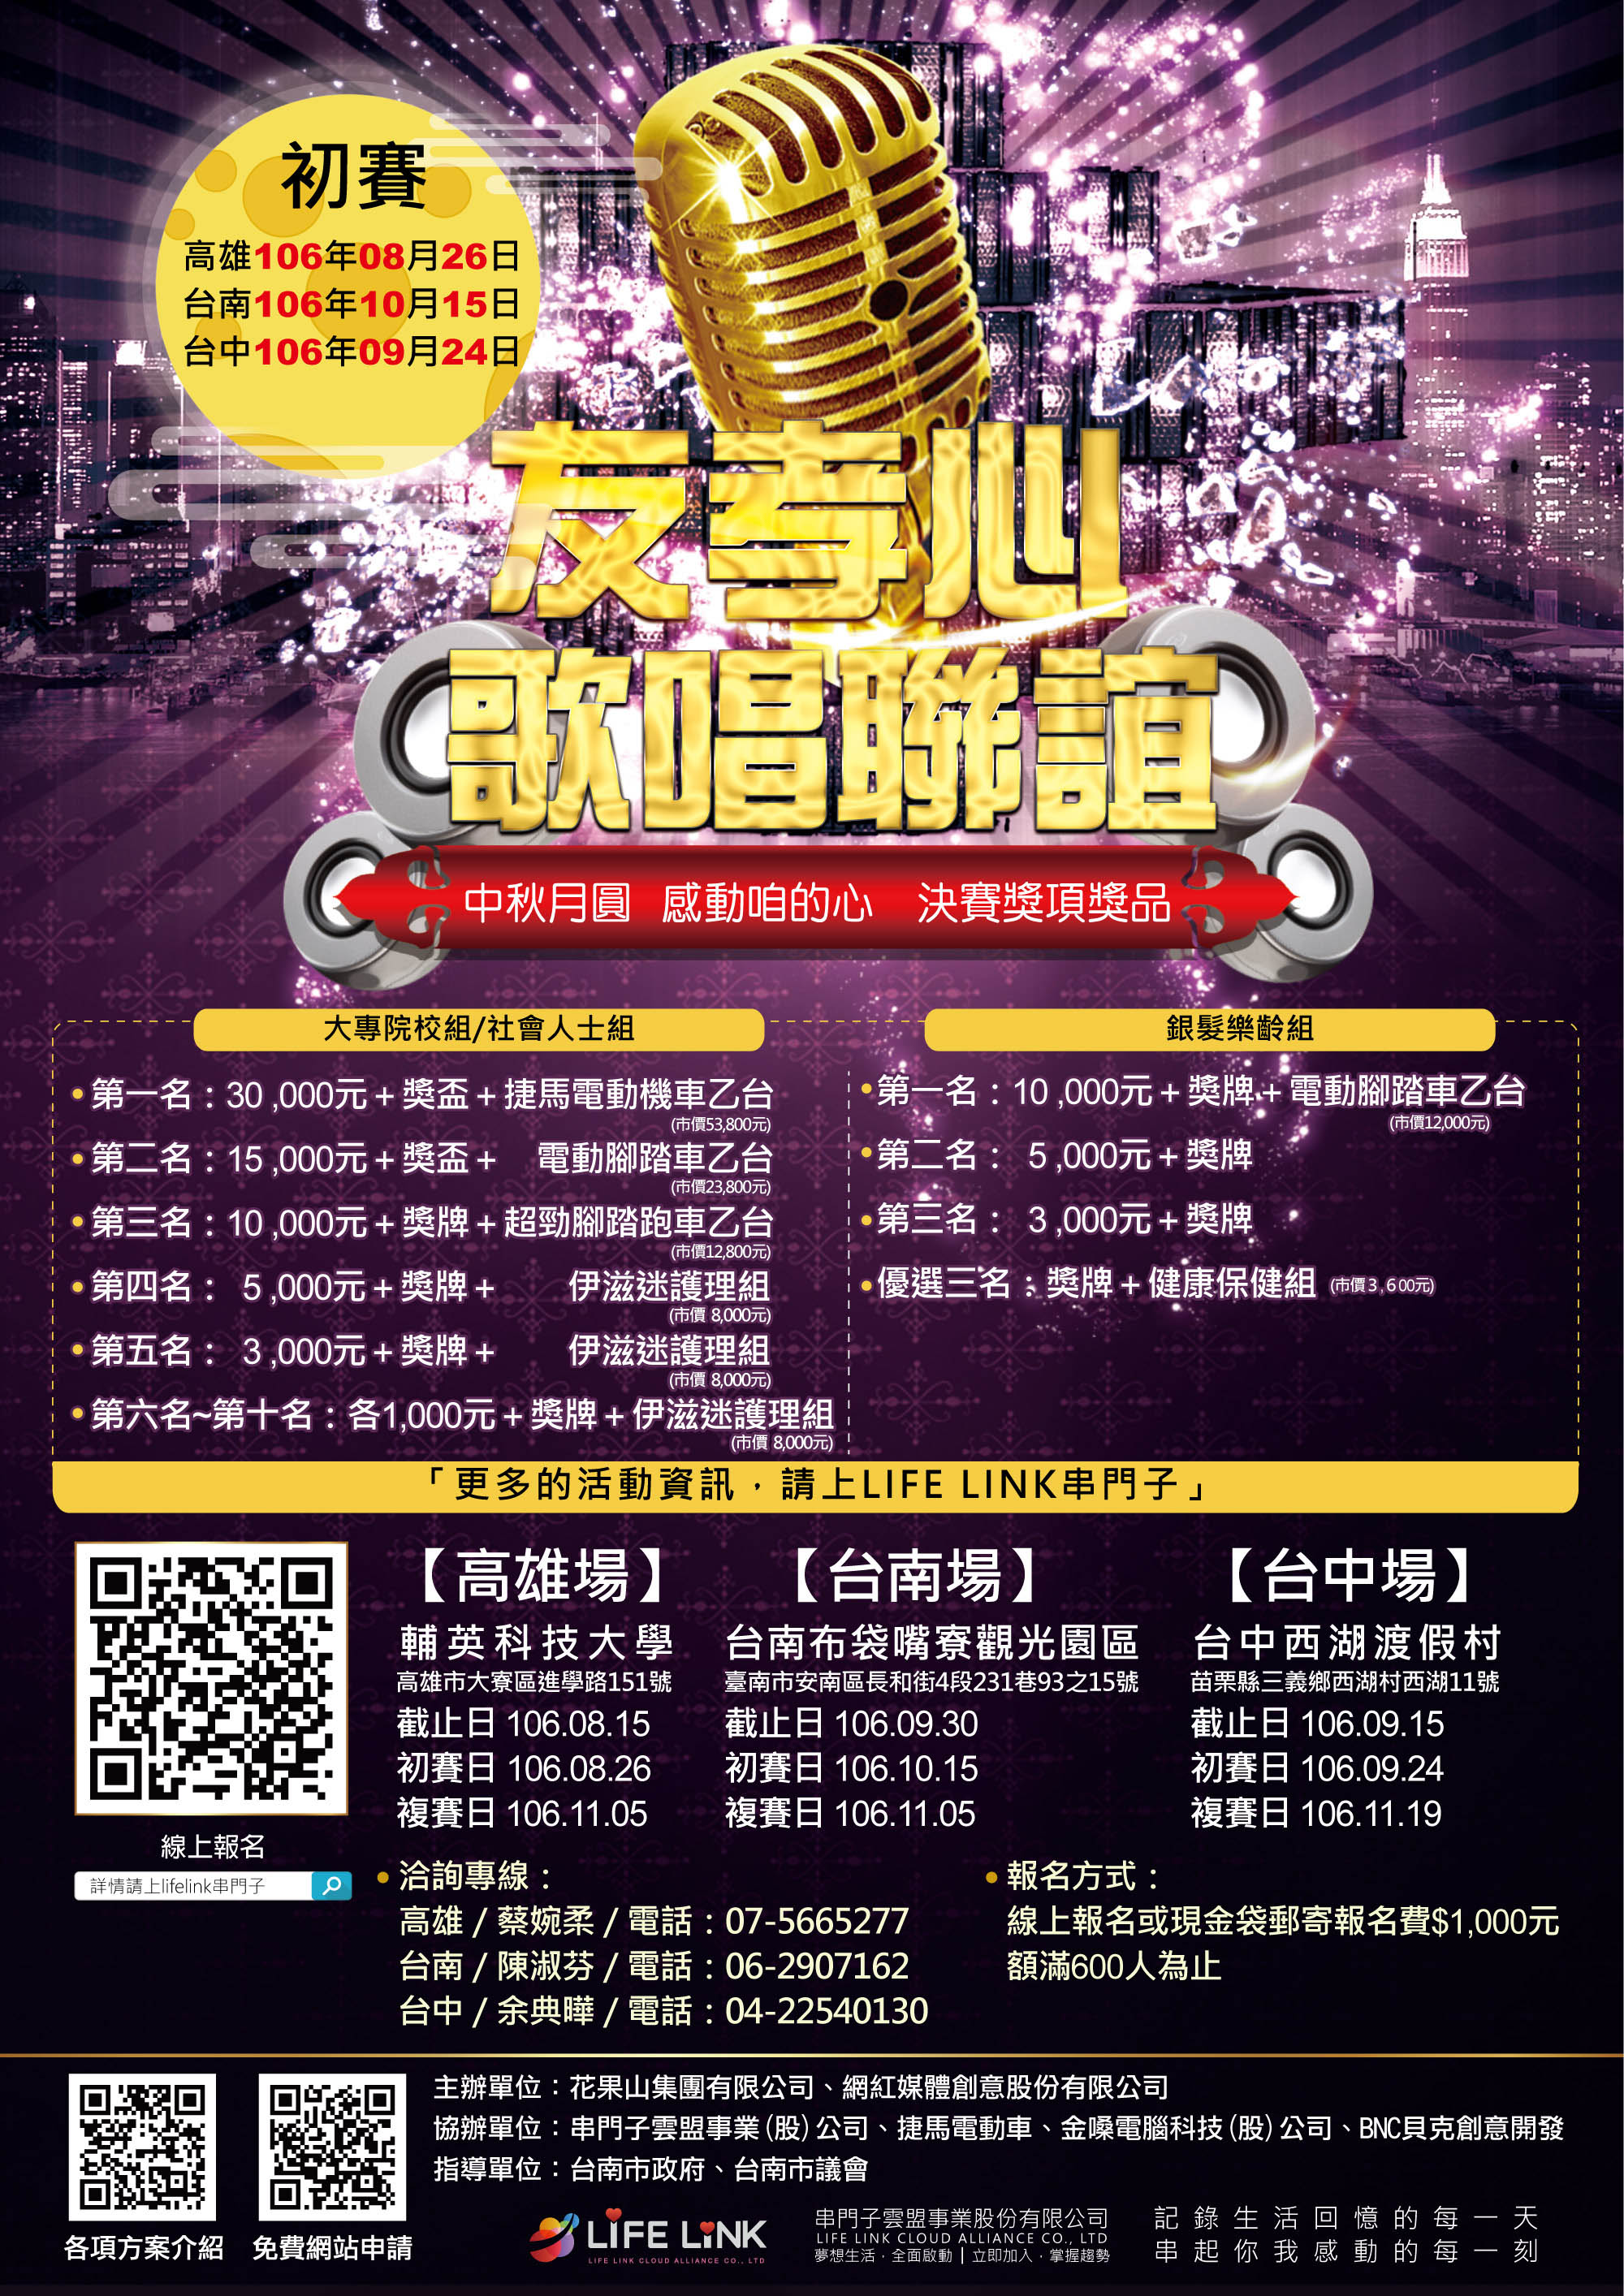 初賽
高雄106年08月26日
台南106年10月15日
台中106年09月24日
友孝心
歌唱聯誼
中秋月圓 感動咱的心 決賽獎項獎品
大專院校組/社會人士組
•第一名：30,000元+獎盃+捷馬電動機車乙台
(市價53,800元)
•第二名：15,000元+獎盃+ 電動腳踏車乙台
(市價23,800元)
•第三名：10,000元+獎牌+超勁腳踏跑車乙台
(市價12,800元)
•第四名： 5,000元+獎牌+ 伊滋迷護理組
(市價 8,000元)
•第五名： 3,000元+獎牌+ 伊滋迷護理組
(市價 8,000元)
•第六名~第十名：各1,000元+獎牌+伊滋迷護理組
(市價 8,000元)
銀髮樂齡組
•第一名：10,000元+獎牌+電動腳踏車乙台
(市價12,000元)
•第二名： 5,000元+獎牌
•第三名： 3,000元+獎牌
•優選三名：獎牌+健康保健組 (市價3,600元)
「更多的活動資訊，請上LIFE LINK串門子」
線上報名
詳情請上lifelink串門子
【高雄場】
輔英科技大學
高雄市大寮區進學路151號
截止日 106.08.15
初賽日 106.08.26
複賽日 106.11.05
【台南場】
台南布袋嘴寮觀光園區
臺南市安南區長和街4段231巷93之15號
截止日 106.09.30
初賽日 106.10.15
複賽日 106.11.05
【台中場】
台中西湖渡假村
苗栗縣三義鄉西湖村西湖11號
截止日 106.09.15
初賽日 106.09.24
複賽日 106.11.19
•洽詢專線：
高雄 / 蔡婉柔 / 電話：07-5665277
台南 / 陳淑芬 / 電話：06-2907162
台中 / 余典曄 / 電話：04-22540130
•報名方式：
線上報名或現金袋郵寄報名費$1,000元
額滿600人為止
各項方案介紹
免費網站申請
主辦單位：花果山集團有限公司、網紅媒體創意股份有限公司
協辦單位：串門子雲盟事業(股)公司、捷馬電動車、金嗓電腦科技(股)公司、BNC貝克創意開發
指導單位：台南市政府、台南市議會
LIFE LINK
LIFE LINK CLOUD ALLIANCE CO., LTD
串門子雲盟事業股份有限公司
LIFE LINK CLOUD ALLIANCE CO., LTD
夢想生活．全面啟動 | 立即加入．掌握趨勢
記錄生活回憶的每一天
串起你我感動的每一刻